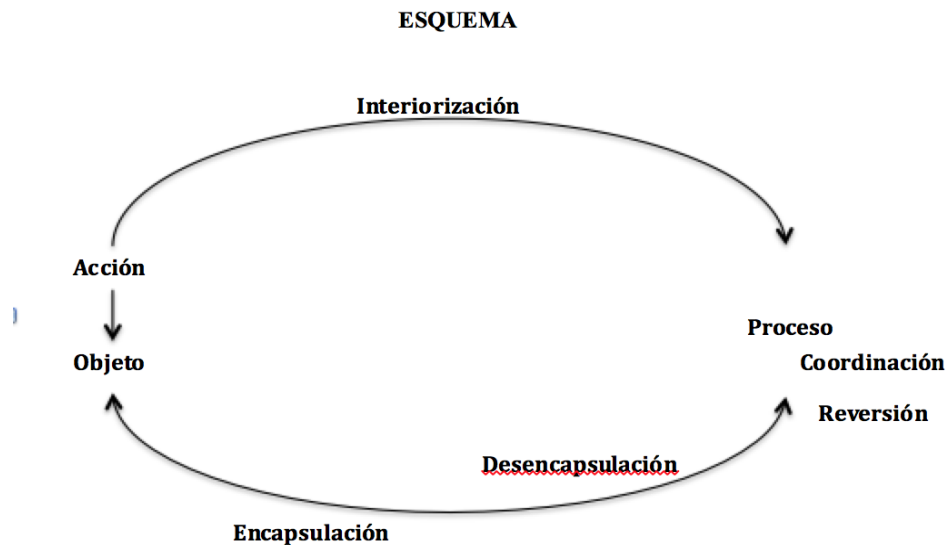 ESQUEMA
Interiorización
Acción
Proceso
Objeto
Coordinación
Reversión
Desencapsulación
Encapsulación